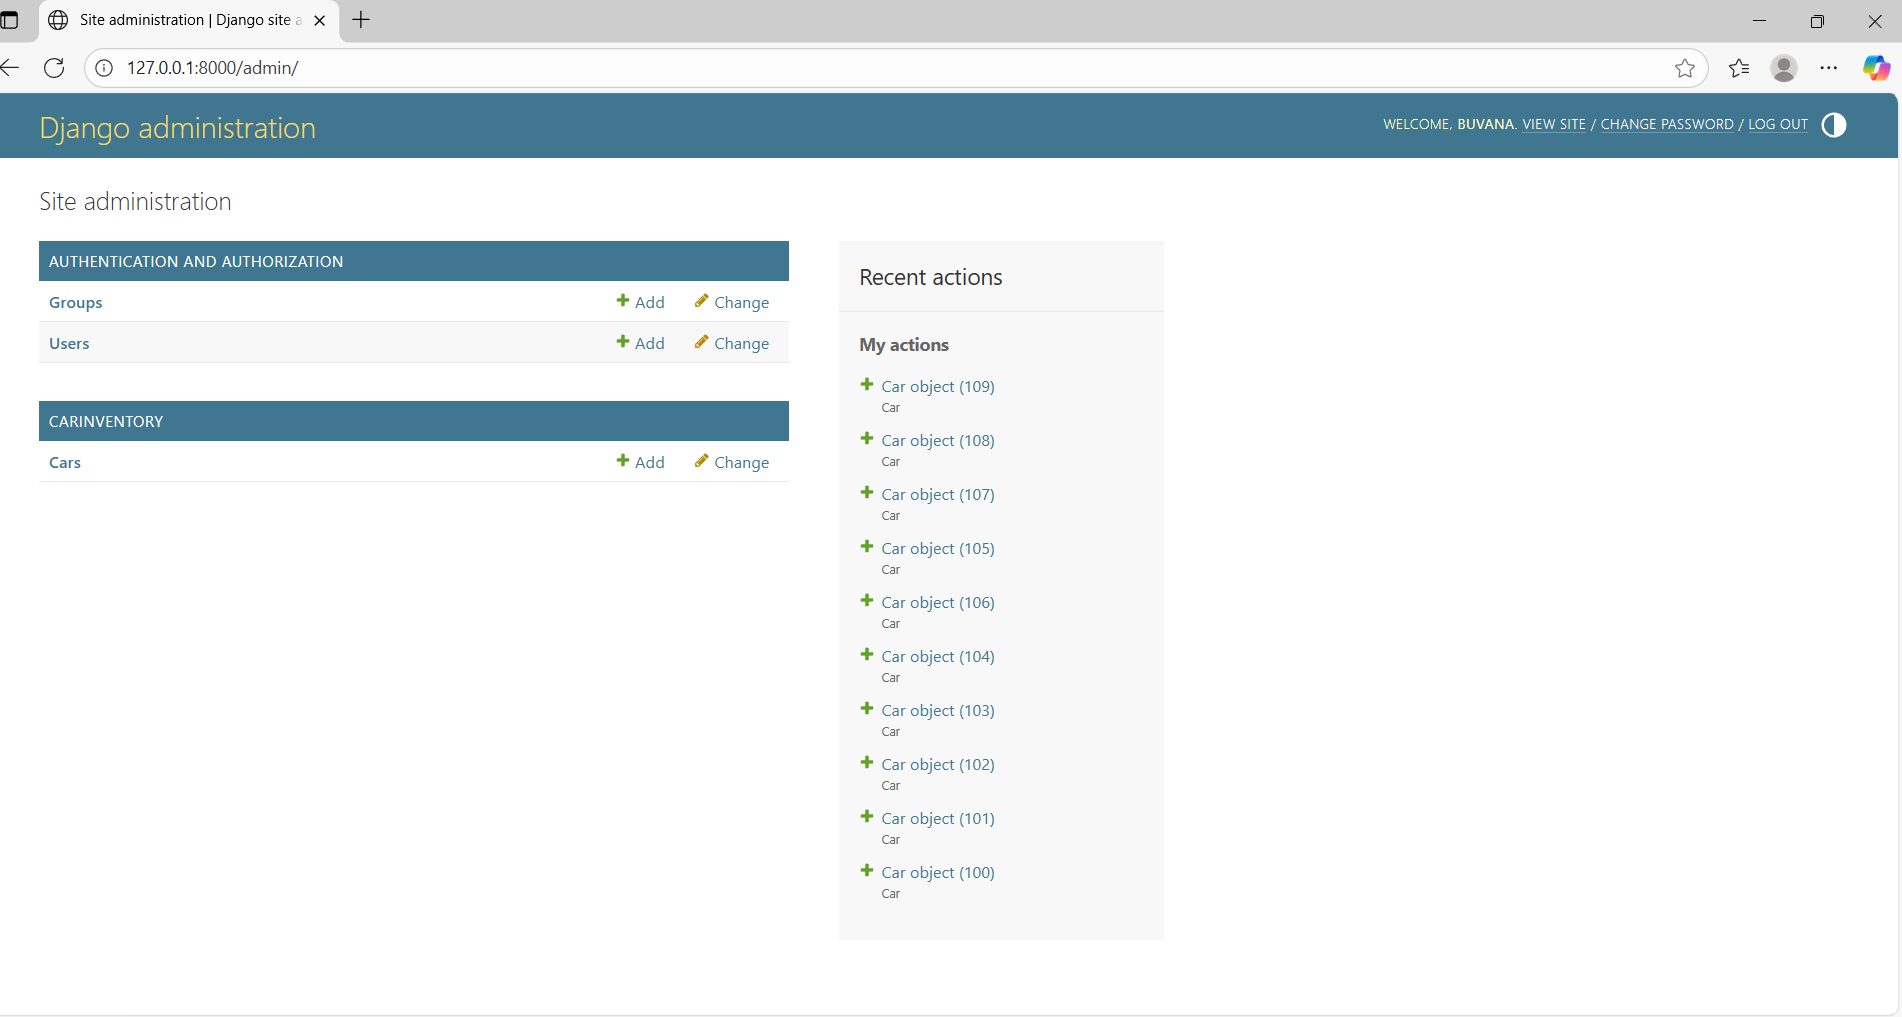 Site administration | Django site a
127.0.0.1:8000/admin/
Django administration
WELCOME, BUVANA. VIEW SITE / CHANGE PASSWORD / LOG OUT
Site administration
AUTHENTICATION AND AUTHORIZATION
Groups Add Change
Users Add Change
CARINVENTORY
Cars Add Change
Recent actions
My actions
Car object (109)
Car
Car object (108)
Car
Car object (107)
Car
Car object (105)
Car
Car object (106)
Car
Car object (104)
Car
Car object (103)
Car
Car object (102)
Car
Car object (101)
Car
Car object (100)
Car